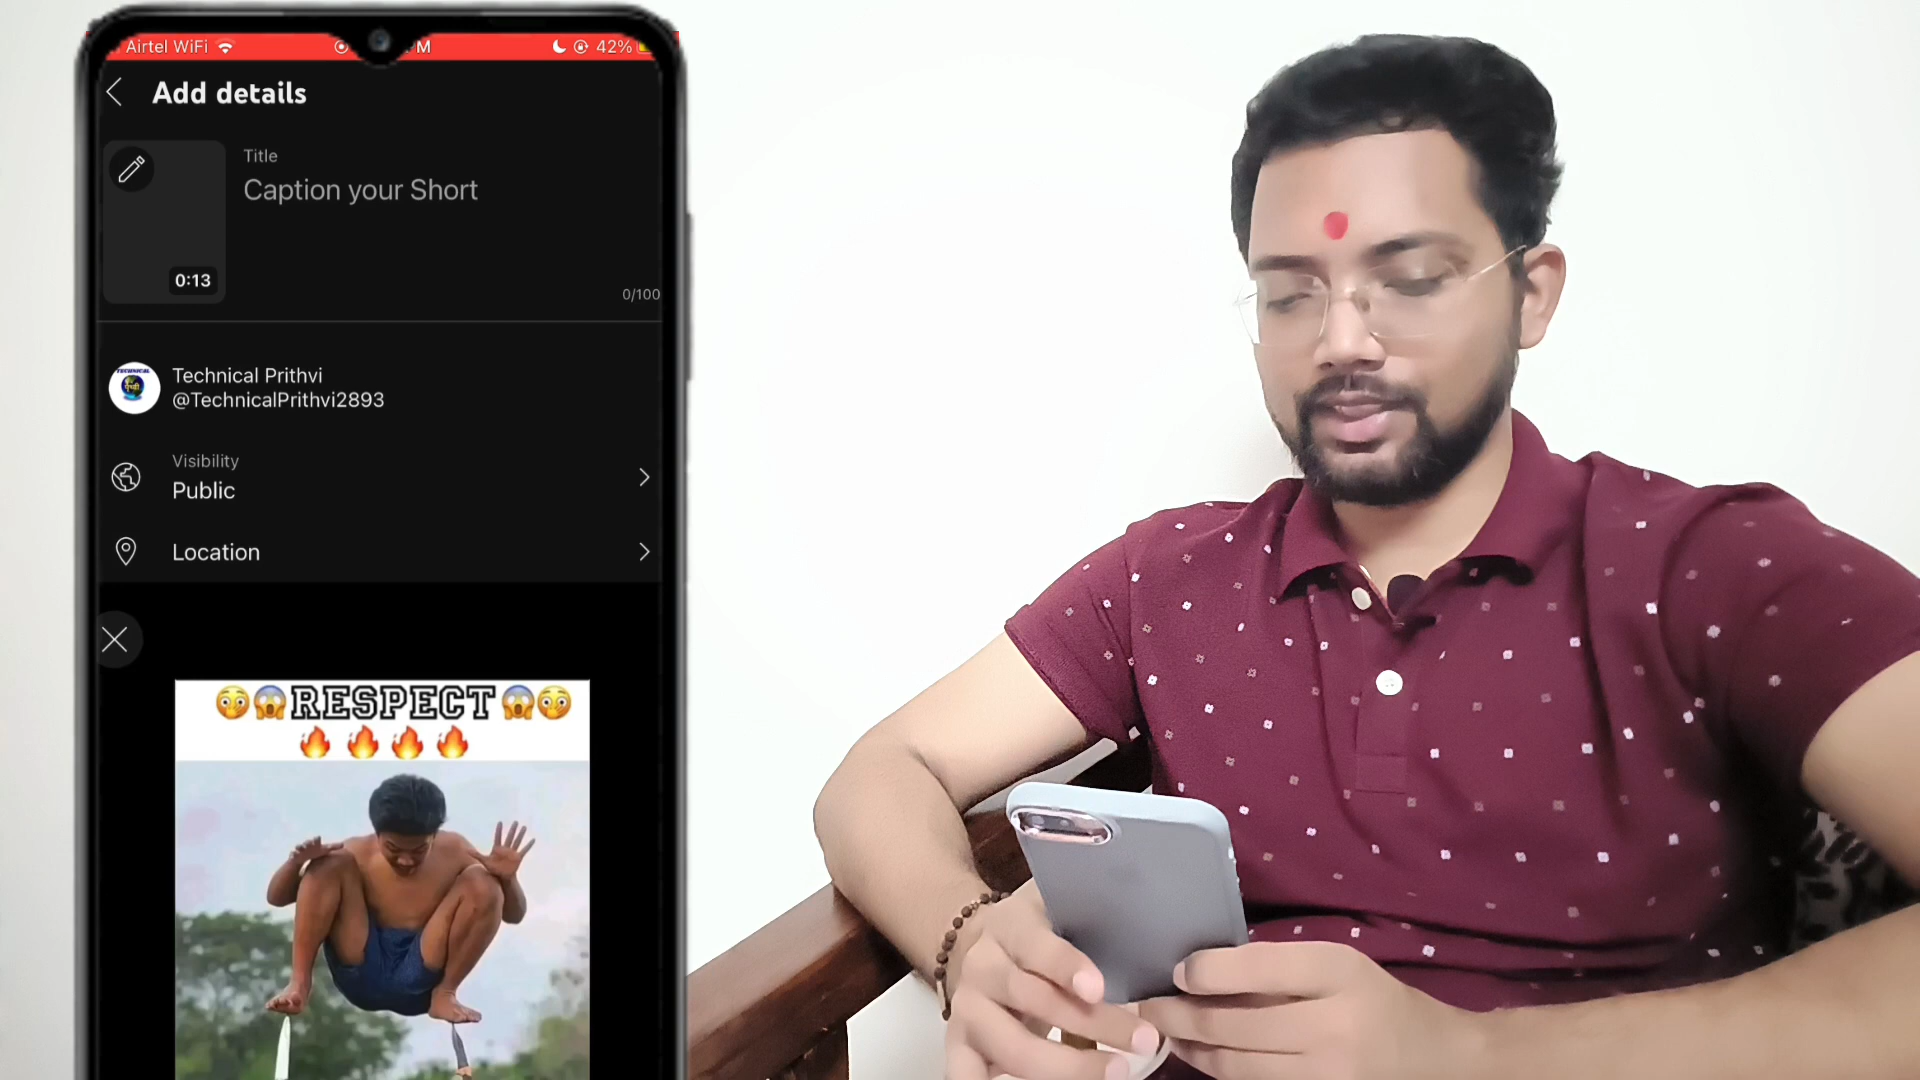 Airtel WiFi
M
42%
Add details
Title
Caption your Short
0:13
0/100
TECHNICAL
Technical Prithvi
@TechnicalPrithvi2893
Visibility
Public
Location
😳😱RESPECT😱😳
🔥🔥🔥🔥